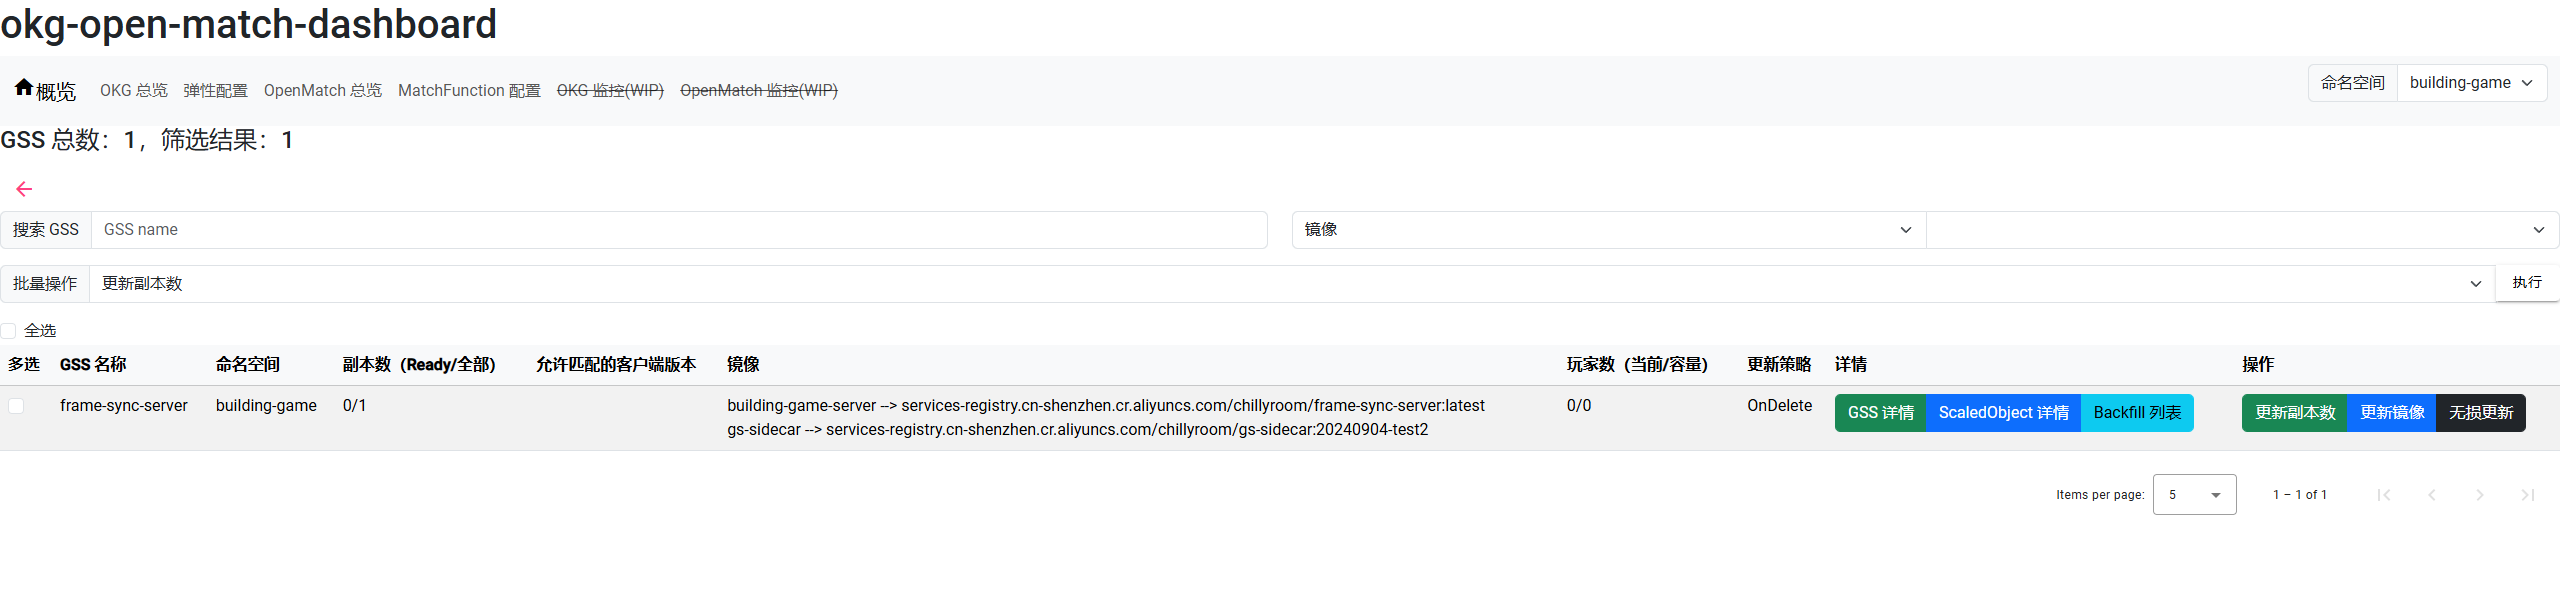 okg-open-match-dashboard
概览 OKG 总览 弹性配置 OpenMatch 总览 MatchFunction 配置 OKG 监控(WIP) OpenMatch 监控(WIP) 命名空间 building-game
GSS 总数：1，筛选结果：1
搜索 GSS GSS name 镜像
批量操作 更新副本数 执行
全选
多选 GSS 名称 命名空间 副本数（Ready/全部） 允许匹配的客户端版本 镜像 玩家数（当前/容量） 更新策略 详情 操作
frame-sync-server building-game 0/1 building-game-server --> services-registry.cn-shenzhen.cr.aliyuncs.com/chillyroom/frame-sync-server:latest 0/0 OnDelete GSS 详情 ScaledObject 详情 Backfill 列表 更新副本数 更新镜像 无损更新
gs-sidecar --> services-registry.cn-shenzhen.cr.aliyuncs.com/chillyroom/gs-sidecar:20240904-test2
Items per page: 5 1 – 1 of 1